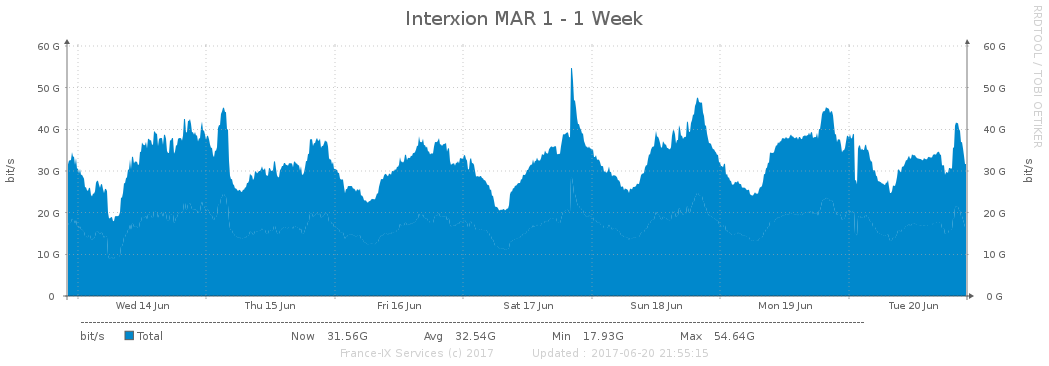 Interxion MAR 1 - 1 Week
RRDTOOL / TOBI OETIKER
60 G 60 G
50 G 50 G
40 G 40 G
30 G 30 G
20 G 20 G
10 G 10 G
0 0 G
bit/s bit/s
Wed 14 Jun Thu 15 Jun Fri 16 Jun Sat 17 Jun Sun 18 Jun Mon 19 Jun Tue 20 Jun
bit/s Total Now 31.56G Avg 32.54G Min 17.93G Max 54.64G
France-IX Services (c) 2017 Updated : 2017-06-20 21:55:15